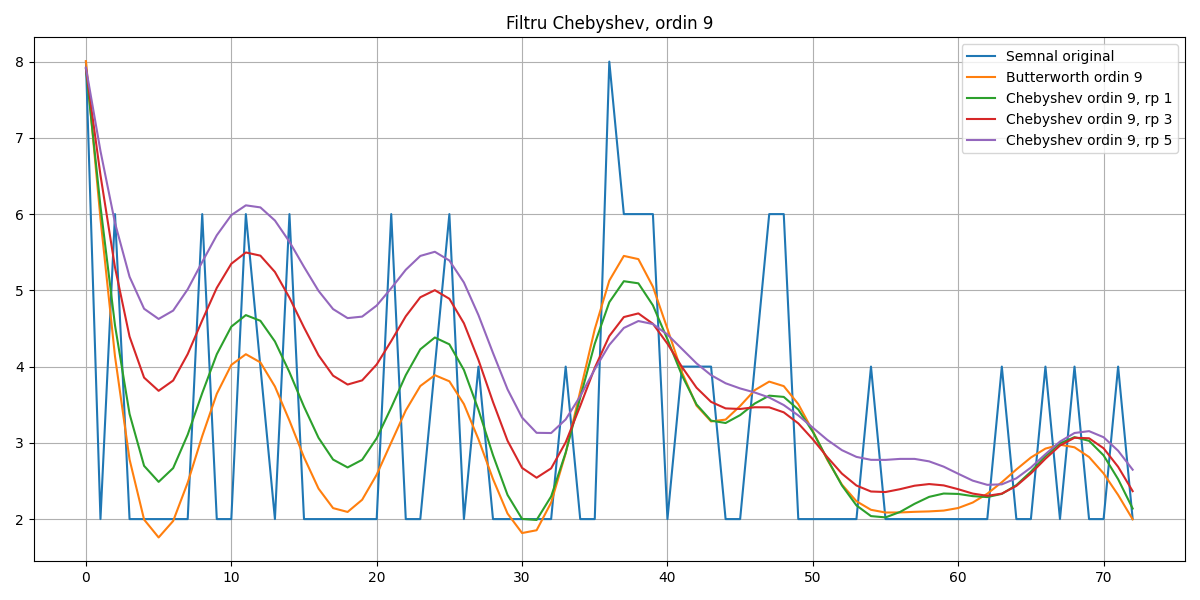 Filtru Chebyshev, ordin 9
Semnal original
Butterworth ordin 9
Chebyshev ordin 9, rp 1
Chebyshev ordin 9, rp 3
Chebyshev ordin 9, rp 5
8
7
6
5
4
3
2
0 10 20 30 40 50 60 70